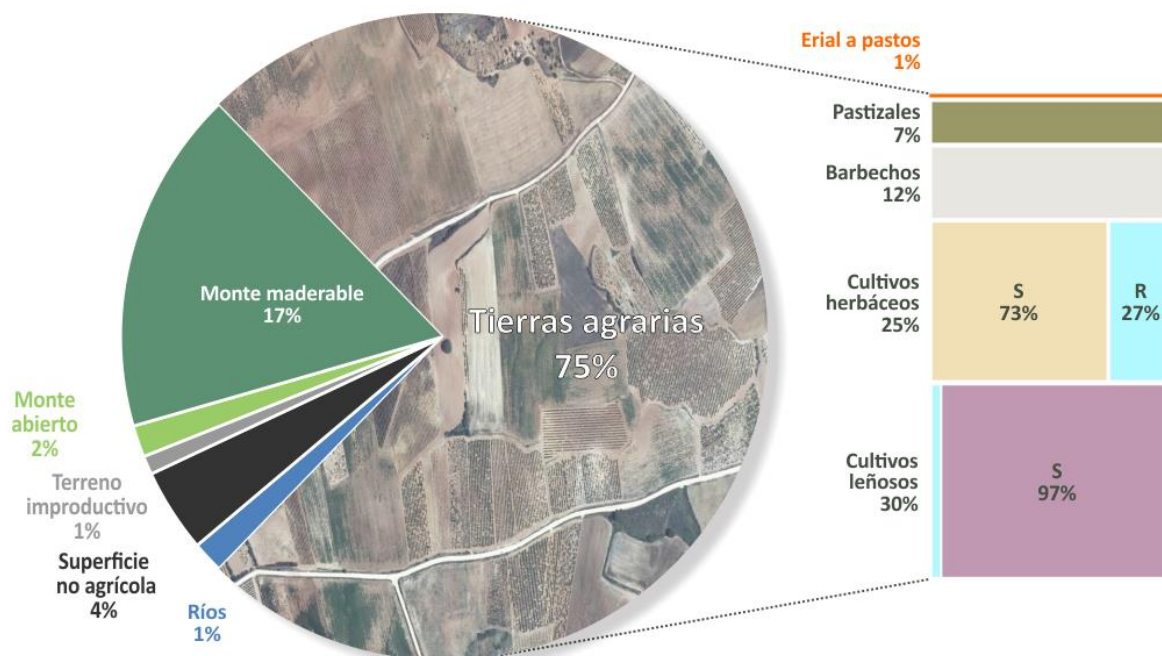 Monte maderable
17%
Tierras agrarias
75%
Monte
abierto
2%
Terreno
improductivo
1%
Superficie
no agrícola
4%
Ríos
1%
Erial a pastos
1%
Pastizales
7%
Barbechos
12%
Cultivos
herbáceos
25%
S
73%
R
27%
Cultivos
leñosos
30%
S
97%